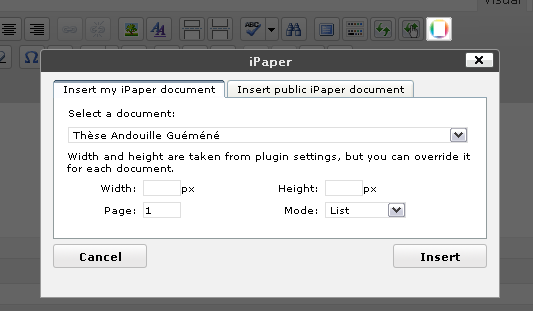 Visual
iPaper
Insert my iPaper document
Insert public iPaper document
Select a document:
Thèse Andouille Guéméné
Width and height are taken from plugin settings, but you can override it
for each document.
Width: px Height: px
Page: 1 Mode: List
Cancel Insert